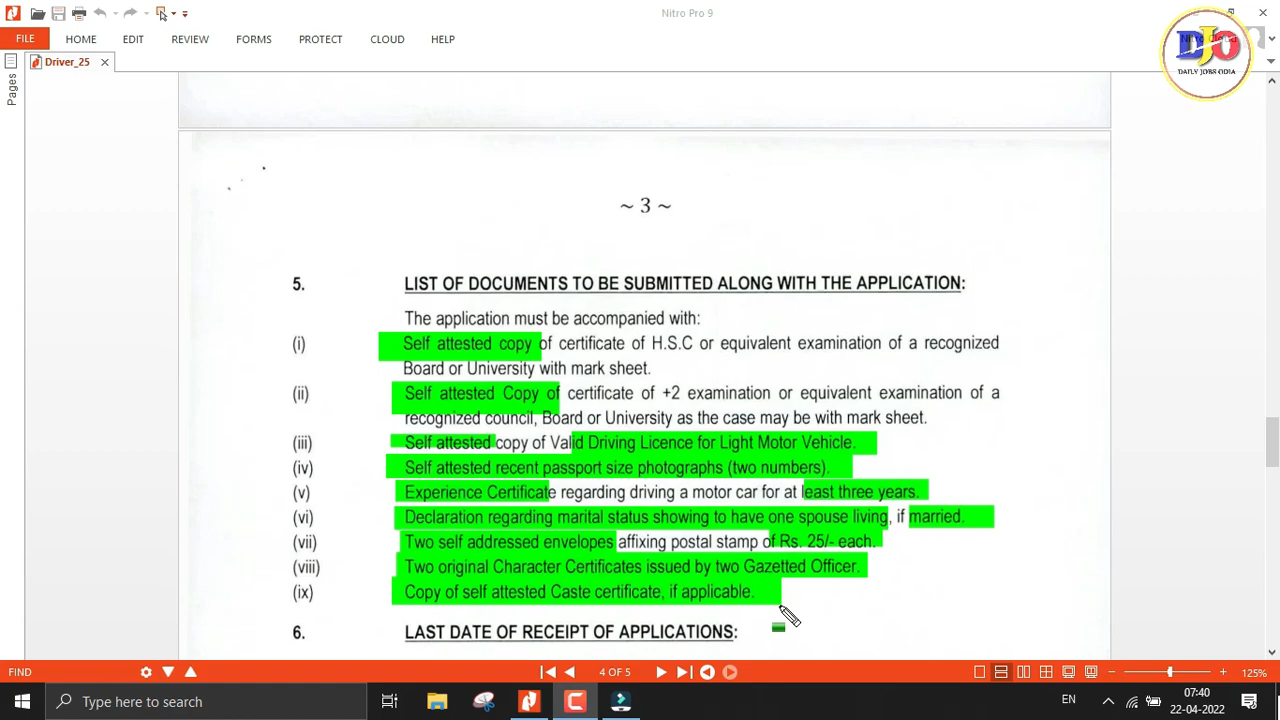 Nitro Pro 9
FILE HOME EDIT REVIEW FORMS PROTECT CLOUD HELP
DJO
DAILY JOBS ODIA
Driver_25
Pages
~ 3 ~
5. LIST OF DOCUMENTS TO BE SUBMITTED ALONG WITH THE APPLICATION:
The application must be accompanied with:
(i) Self attested copy of certificate of H.S.C or equivalent examination of a recognized
Board or University with mark sheet.
(ii) Self attested Copy of certificate of +2 examination or equivalent examination of a
recognized council, Board or University as the case may be with mark sheet.
(iii) Self attested copy of Valid Driving Licence for Light Motor Vehicle.
(iv) Self attested recent passport size photographs (two numbers).
(v) Experience Certificate regarding driving a motor car for at least three years.
(vi) Declaration regarding marital status showing to have one spouse living, if married.
(vii) Two self addressed envelopes affixing postal stamp of Rs. 25/- each.
(viii) Two original Character Certificates issued by two Gazetted Officer.
(ix) Copy of self attested Caste certificate, if applicable.
6. LAST DATE OF RECEIPT OF APPLICATIONS:
FIND
4 OF 5
125%
Type here to search
EN
07:40
22-04-2022